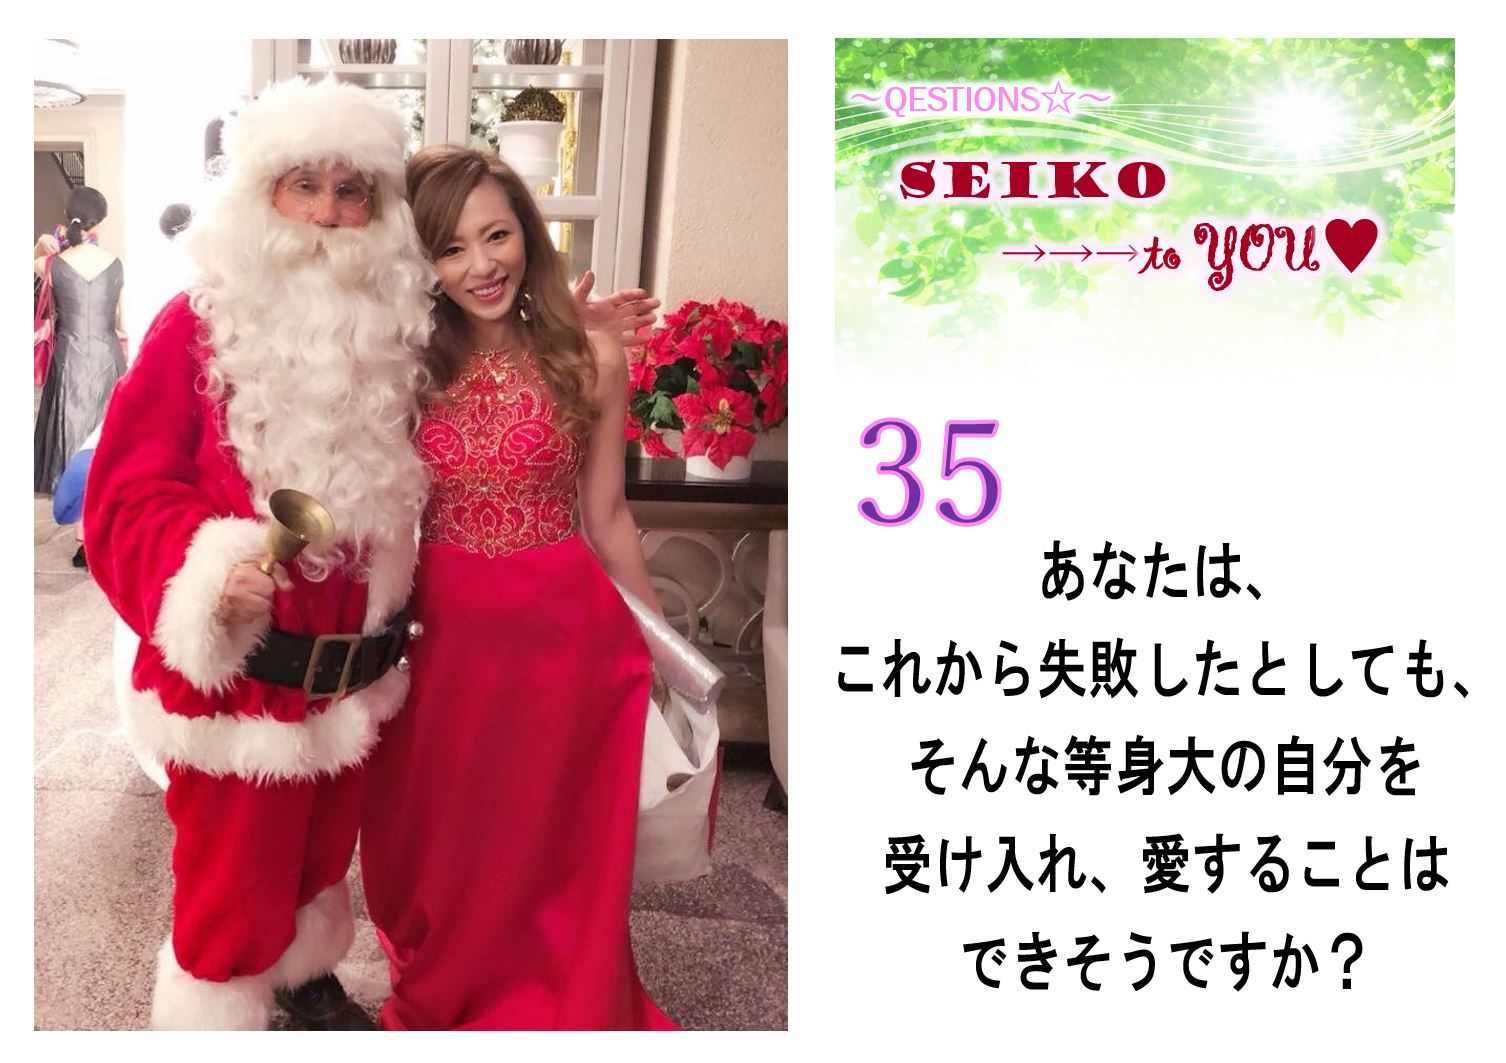 ～QESTIONS☆～
SEIKO
→→→to YOU♥
35
あなたは、
これから失敗したとしても、
そんな等身大の自分を
受け入れ、愛することは
できそうですか？